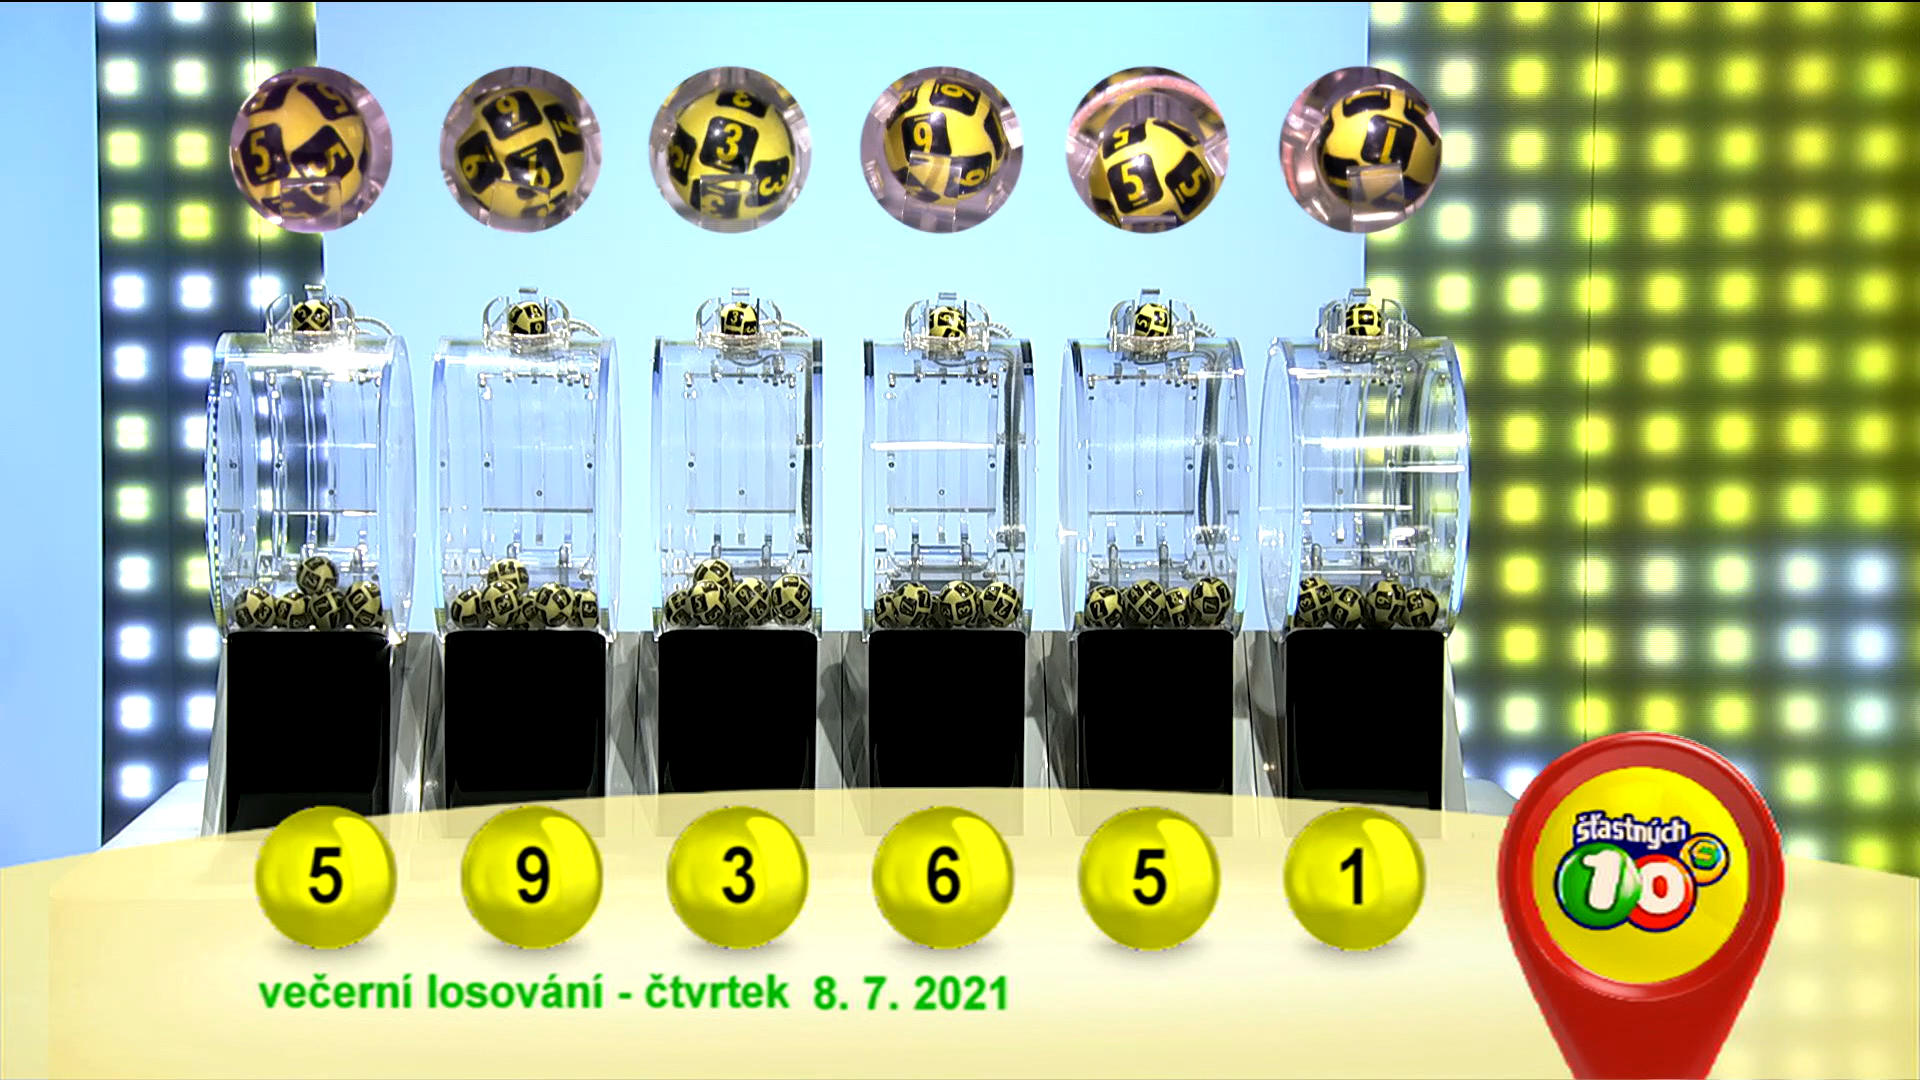 5 9 3 6 5 1
večerní losování - čtvrtek 8. 7. 2021
šťastných
10